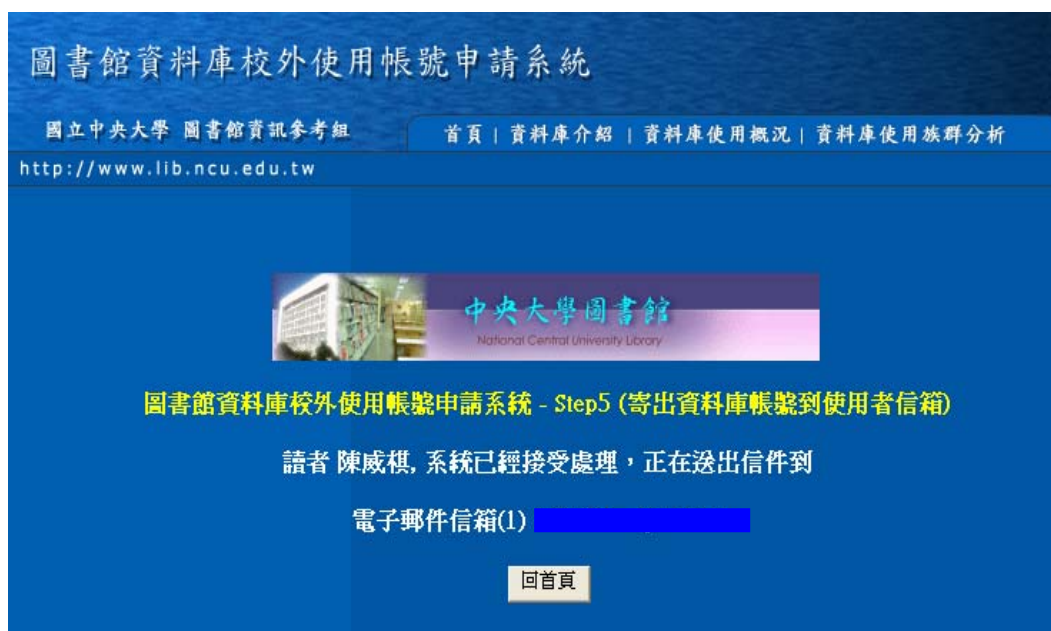 圖書館資料庫校外使用帳號申請系統
國立中央大學 圖書館資訊參考組
首頁 | 資料庫介紹 | 資料庫使用概況 | 資料庫使用族群分析
http://www.lib.ncu.edu.tw
中央大學圖書館
National Central University Library
圖書館資料庫校外使用帳號申請系統 - Step5 (寄出資料庫帳號到使用者信箱)
讀者 陳威棋, 系統已經接受處理，正在送出信件到
電子郵件信箱(1)
回首頁